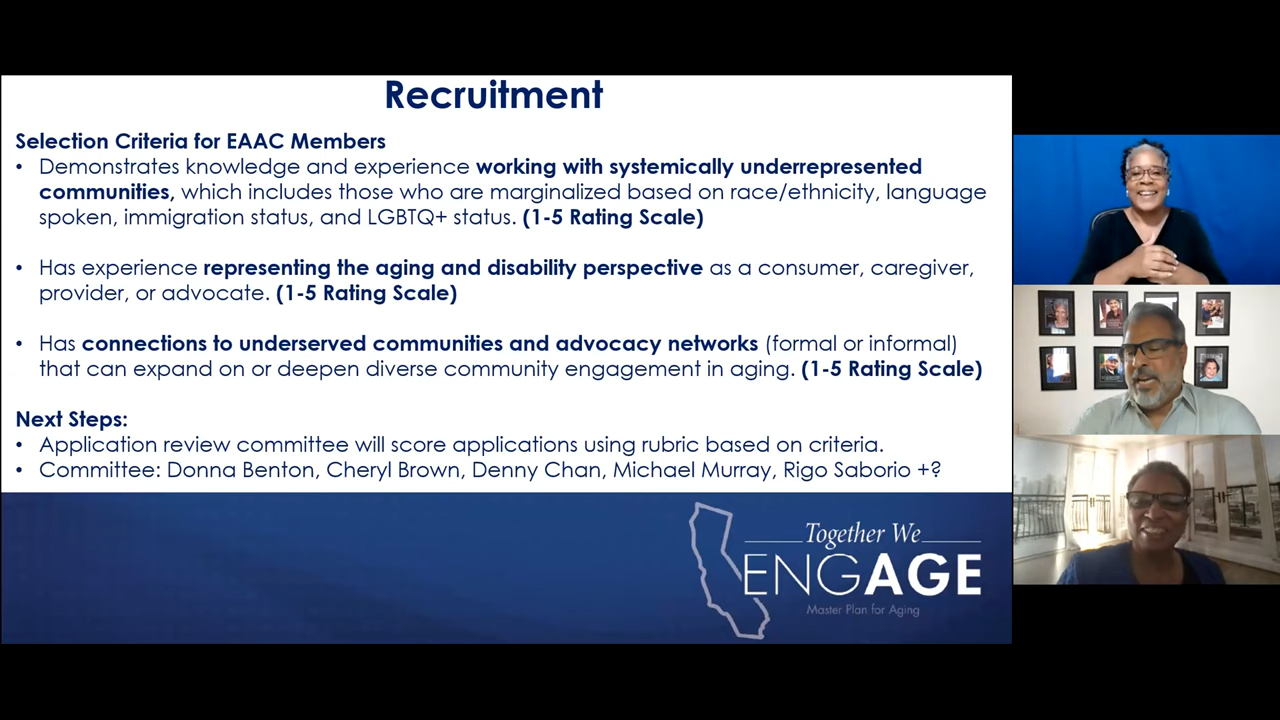 Recruitment
Selection Criteria for EAAC Members
• Demonstrates knowledge and experience working with systemically underrepresented
communities, which includes those who are marginalized based on race/ethnicity, language
spoken, immigration status, and LGBTQ+ status. (1-5 Rating Scale)
• Has experience representing the aging and disability perspective as a consumer, caregiver,
provider, or advocate. (1-5 Rating Scale)
• Has connections to underserved communities and advocacy networks (formal or informal)
that can expand on or deepen diverse community engagement in aging. (1-5 Rating Scale)
Next Steps:
• Application review committee will score applications using rubric based on criteria.
• Committee: Donna Benton, Cheryl Brown, Denny Chan, Michael Murray, Rigo Saborio +?
Together We
ENGAGE
Master Plan for Aging